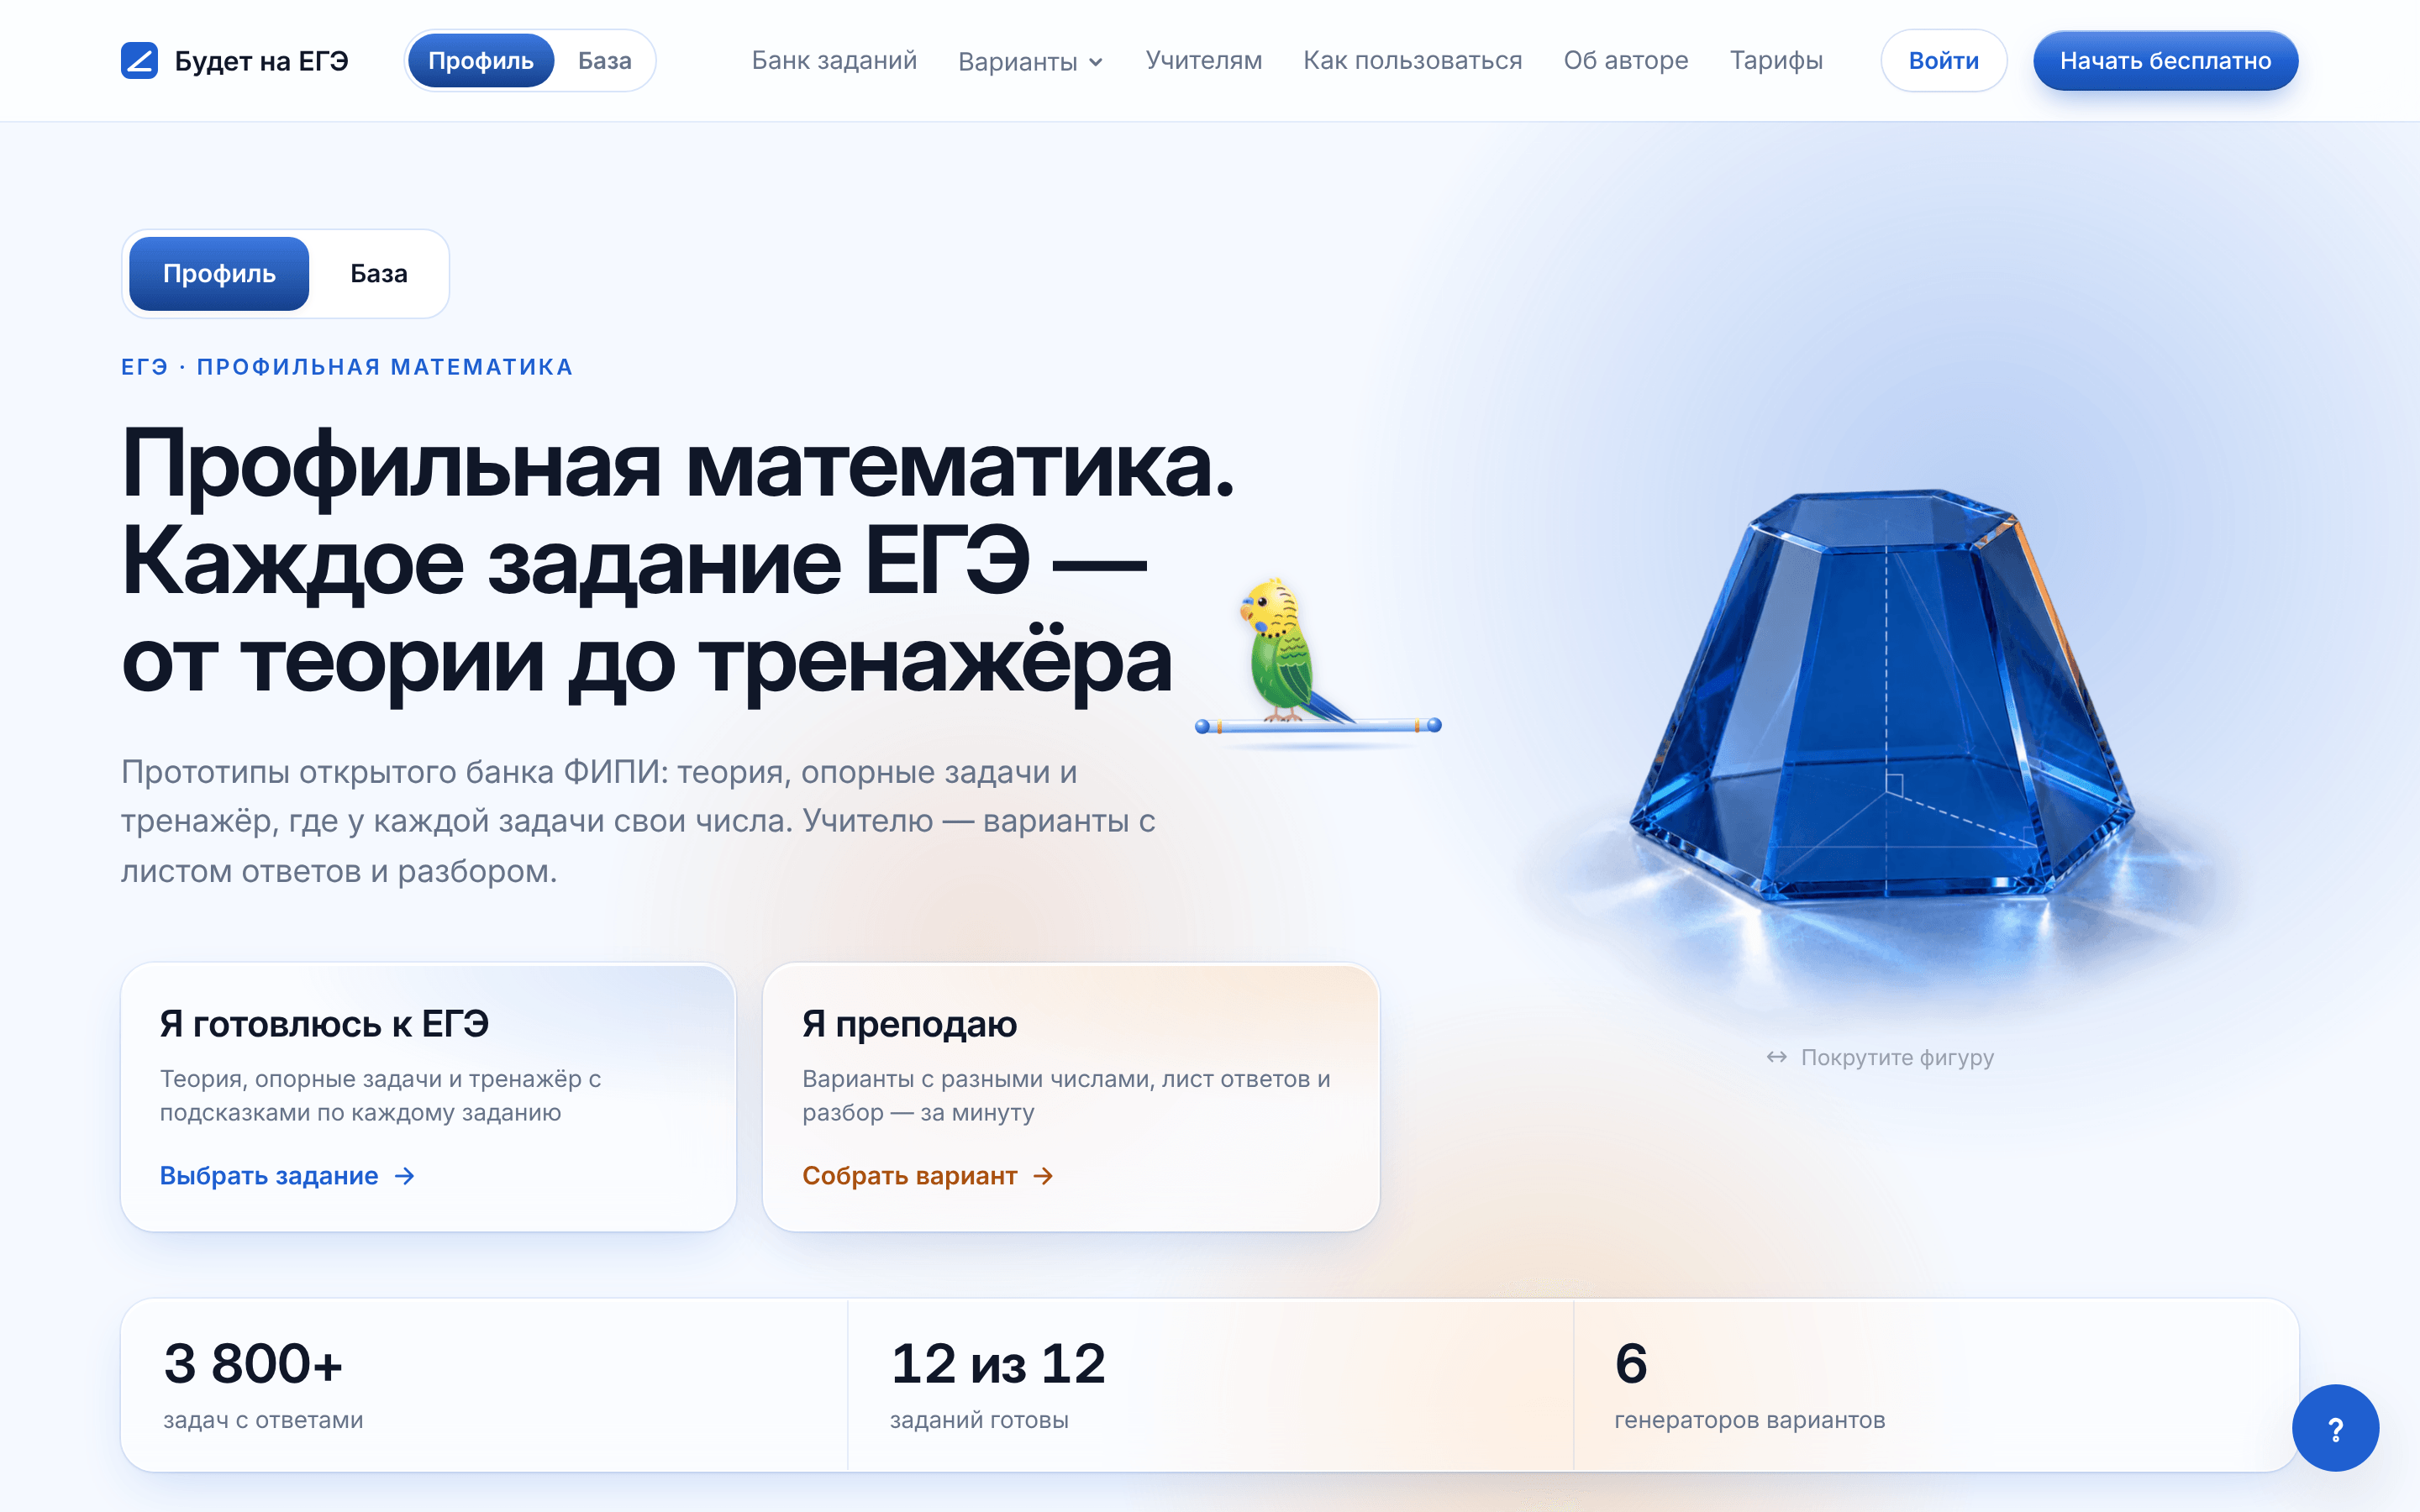 Будет на ЕГЭ
Профиль База
Банк заданий Варианты Учителям Как пользоваться Об авторе Тарифы
Войти
Начать бесплатно
Профиль База
ЕГЭ · ПРОФИЛЬНАЯ МАТЕМАТИКА
Профильная математика.
Каждое задание ЕГЭ —
от теории до тренажёра
Прототипы открытого банка ФИПИ: теория, опорные задачи и
тренажёр, где у каждой задачи свои числа. Учителю — варианты с
листом ответов и разбором.
Я готовлюсь к ЕГЭ
Теория, опорные задачи и тренажёр с
подсказками по каждому заданию
Выбрать задание →
Я преподаю
Варианты с разными числами, лист ответов и
разбор — за минуту
Собрать вариант →
↔ Покрутите фигуру
3 800+
задач с ответами
12 из 12
заданий готовы
6
генераторов вариантов
?